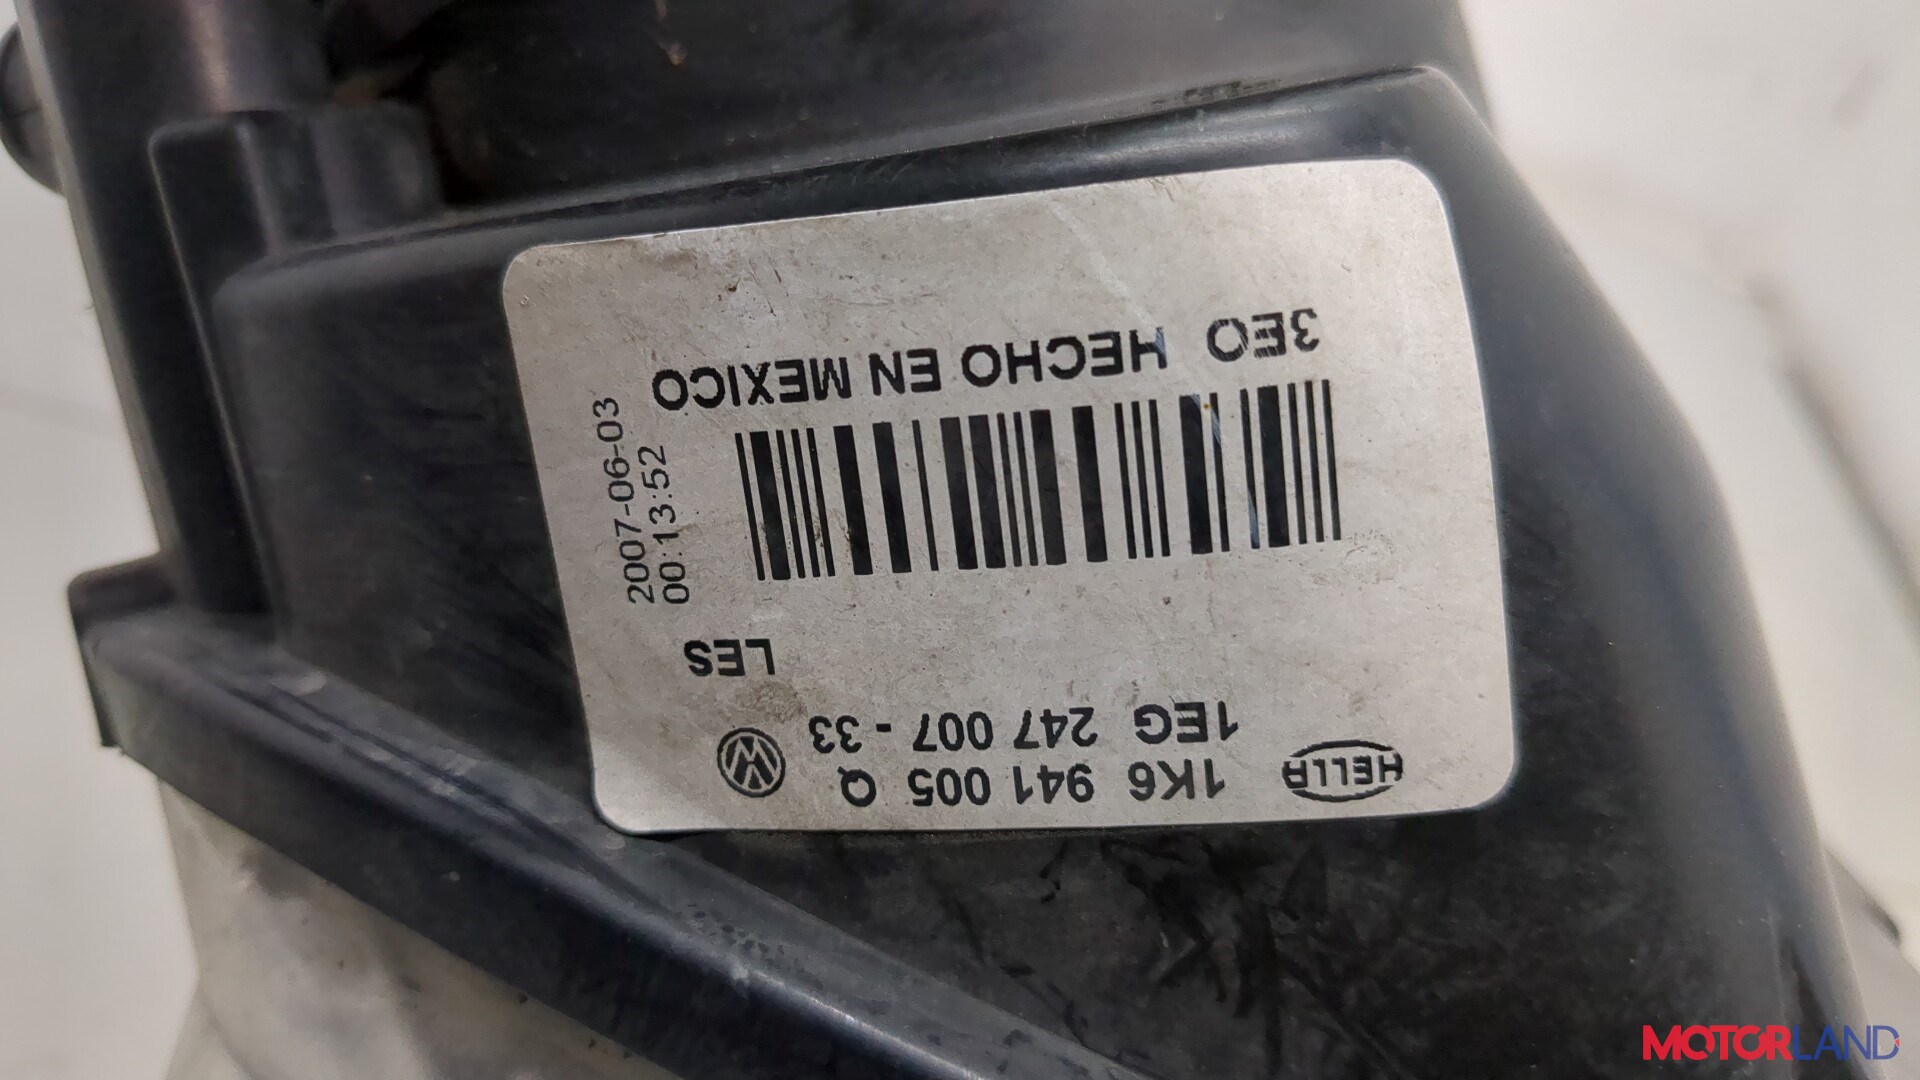 HELLA 1K6 941 005 Q
1EG 247 007 - 33
LES
3EO HECHO EN MEXICO
2007-06-03
00:13:52
MOTORLAND